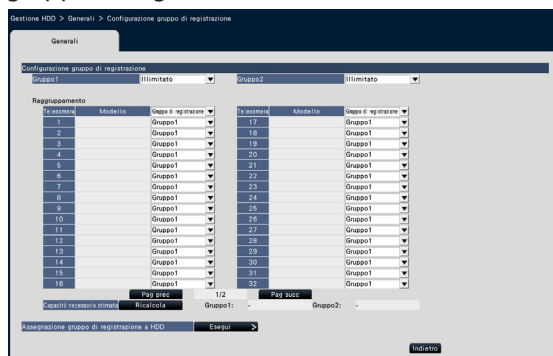 Gestione HDD > Generali > Configurazione gruppo di registrazione
Generali
Configurazione gruppo di registrazione
Gruppo1 Illimitato Gruppo2 Illimitato
Raggruppamento
Telecamera Modello Gruppo di registrazione Telecamera Modello Gruppo di registrazione
1 Gruppo1 17 Gruppo1
2 Gruppo1 18 Gruppo1
3 Gruppo1 19 Gruppo1
4 Gruppo1 20 Gruppo1
5 Gruppo1 21 Gruppo1
6 Gruppo1 22 Gruppo1
7 Gruppo1 23 Gruppo1
8 Gruppo1 24 Gruppo1
9 Gruppo1 25 Gruppo1
10 Gruppo1 26 Gruppo1
11 Gruppo1 27 Gruppo1
12 Gruppo1 28 Gruppo1
13 Gruppo1 29 Gruppo1
14 Gruppo1 30 Gruppo1
15 Gruppo1 31 Gruppo1
16 Gruppo1 32 Gruppo1
Pag prec 1/2 Pag succ
Capacità necessaria stimata Ricalcola Gruppo1: - Gruppo2: -
Assegnazione gruppo di registrazione a HDD Esegui >
Indietro